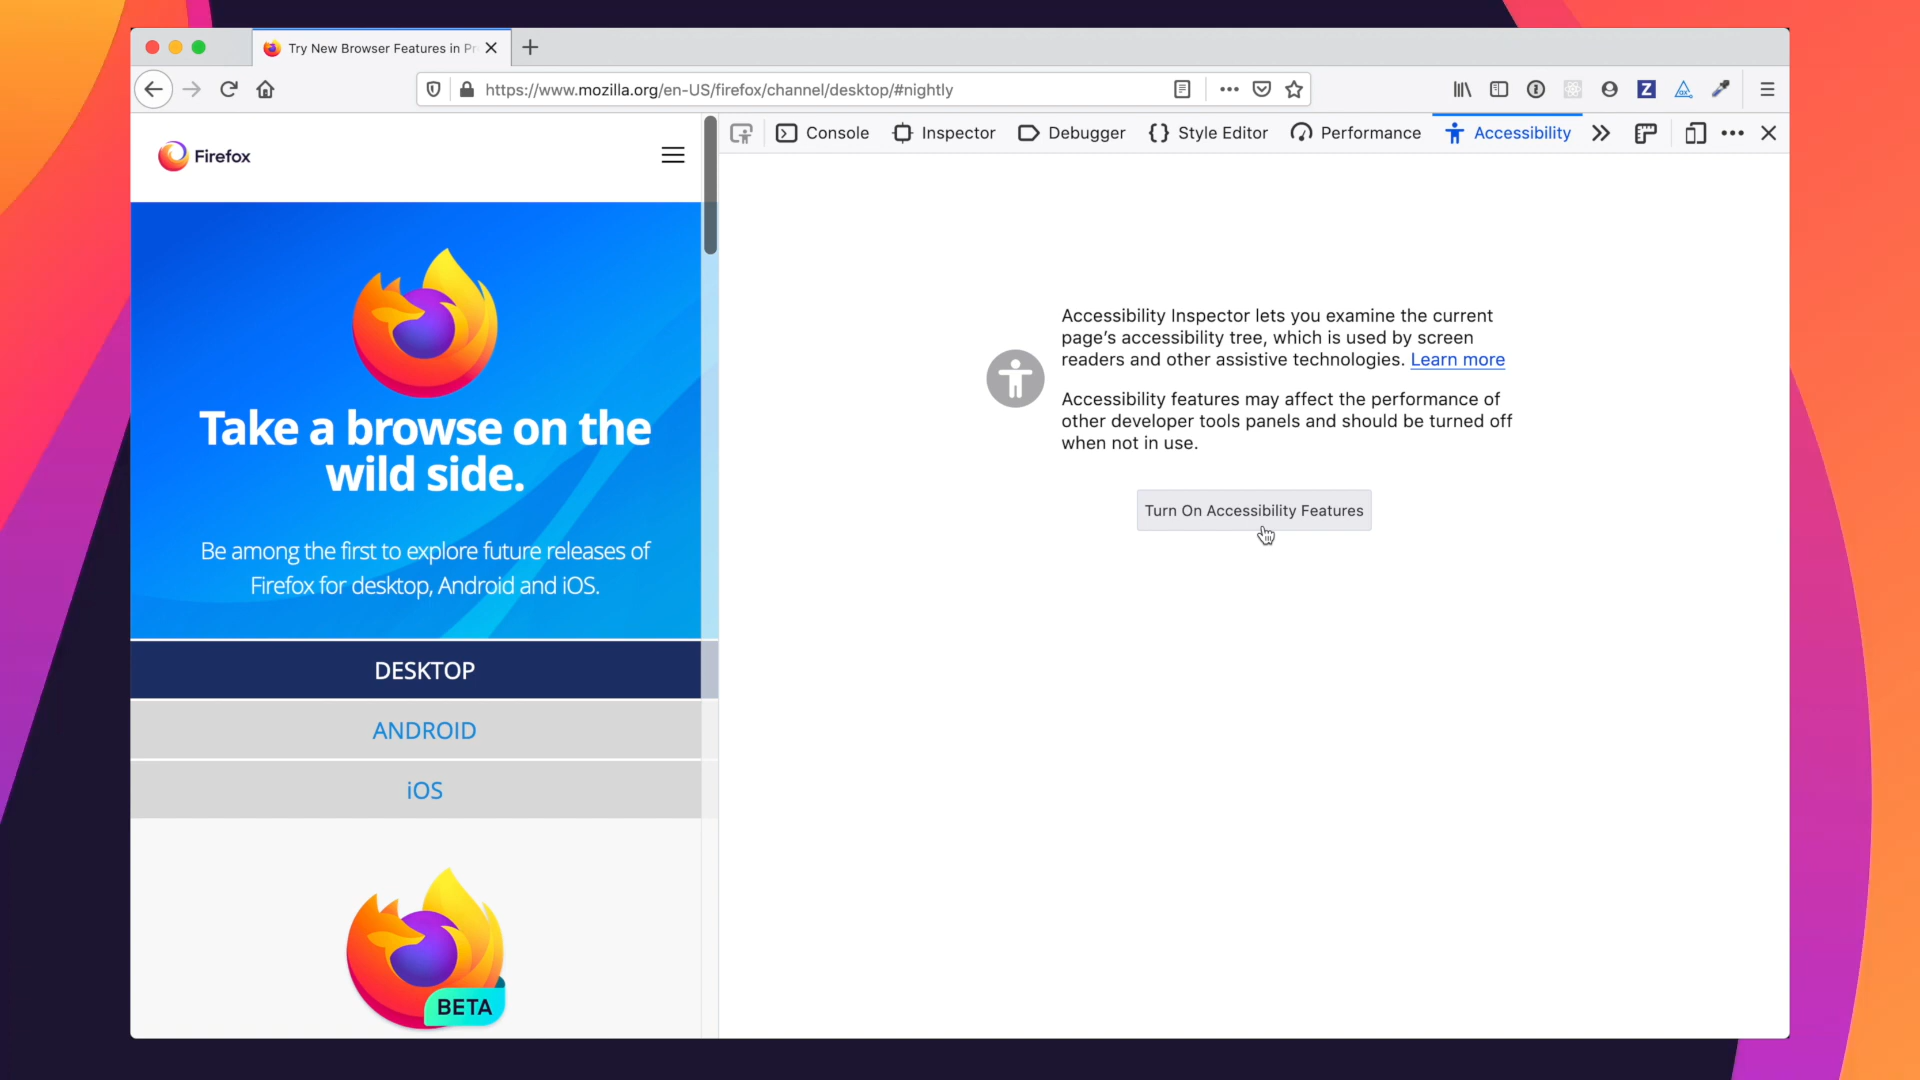 Try New Browser Features in Pr
https://www.mozilla.org/en-US/firefox/channel/desktop/#nightly
Firefox
Console Inspector Debugger Style Editor Performance Accessibility
Take a browse on the
wild side.
Be among the first to explore future releases of
Firefox for desktop, Android and iOS.
DESKTOP
ANDROID
iOS
BETA
Accessibility Inspector lets you examine the current
page’s accessibility tree, which is used by screen
readers and other assistive technologies. Learn more
Accessibility features may affect the performance of
other developer tools panels and should be turned off
when not in use.
Turn On Accessibility Features